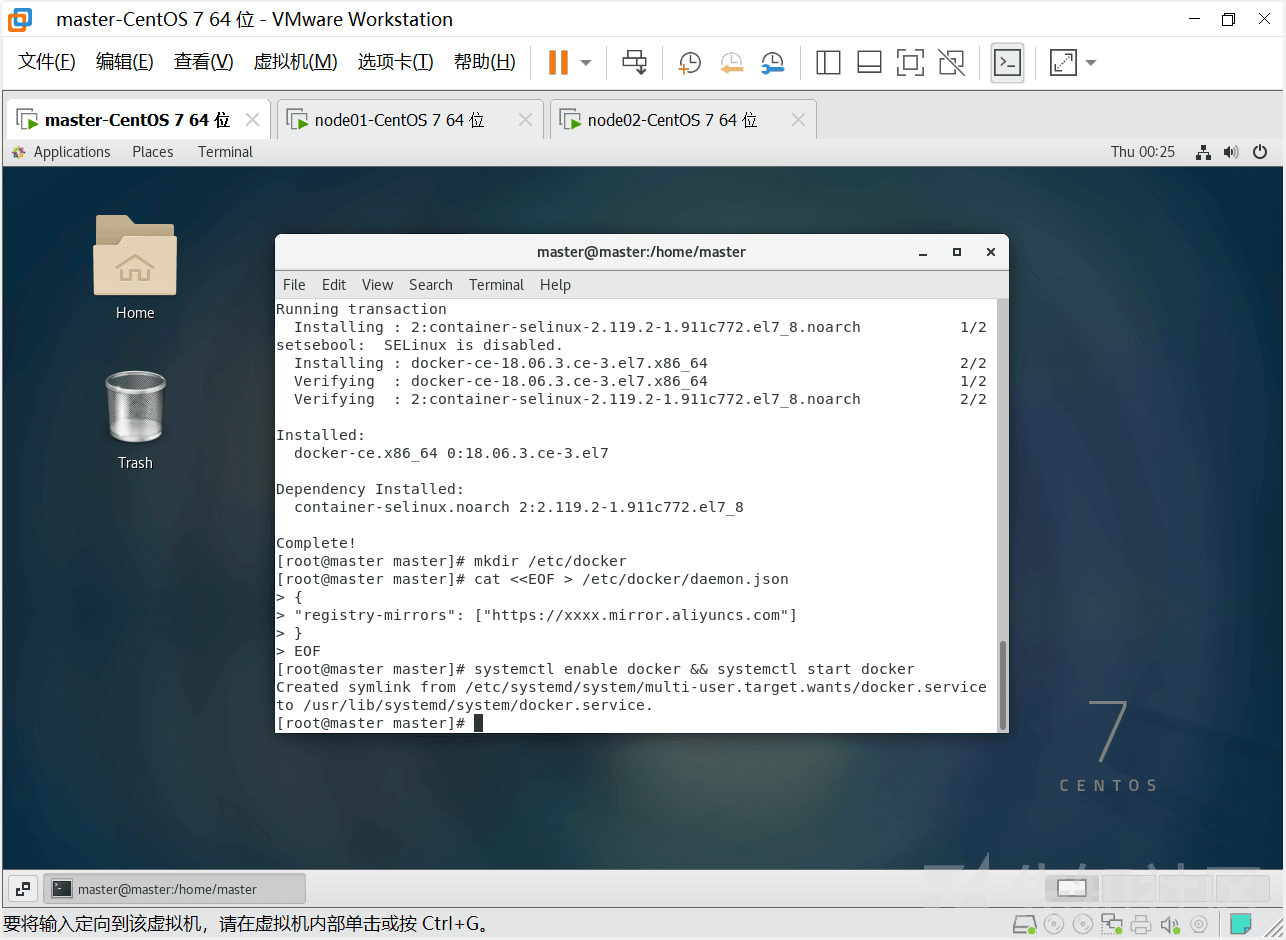 master-CentOS 7 64 位 - VMware Workstation
文件(F) 编辑(E) 查看(V) 虚拟机(M) 选项卡(T) 帮助(H)
master-CentOS 7 64 位 node01-CentOS 7 64 位 node02-CentOS 7 64 位
Applications Places Terminal Thu 00:25
Home
Trash
master@master:/home/master
File Edit View Search Terminal Help
Running transaction
  Installing : 2:container-selinux-2.119.2-1.911c772.el7_8.noarch 1/2
setsebool:  SELinux is disabled.
  Installing : docker-ce-18.06.3.ce-3.el7.x86_64 2/2
  Verifying  : docker-ce-18.06.3.ce-3.el7.x86_64 1/2
  Verifying  : 2:container-selinux-2.119.2-1.911c772.el7_8.noarch 2/2
Installed:
  docker-ce.x86_64 0:18.06.3.ce-3.el7
Dependency Installed:
  container-selinux.noarch 2:2.119.2-1.911c772.el7_8
Complete!
[root@master master]# mkdir /etc/docker
[root@master master]# cat <<EOF > /etc/docker/daemon.json
> {
> "registry-mirrors": ["https://xxxx.mirror.aliyuncs.com"]
> }
> EOF
[root@master master]# systemctl enable docker && systemctl start docker
Created symlink from /etc/systemd/system/multi-user.target.wants/docker.service
to /usr/lib/systemd/system/docker.service.
[root@master master]#
7
CENTOS
master@master:/home/master
先知社区
要将输入定向到该虚拟机，请在虚拟机内部单击或按 Ctrl+G。